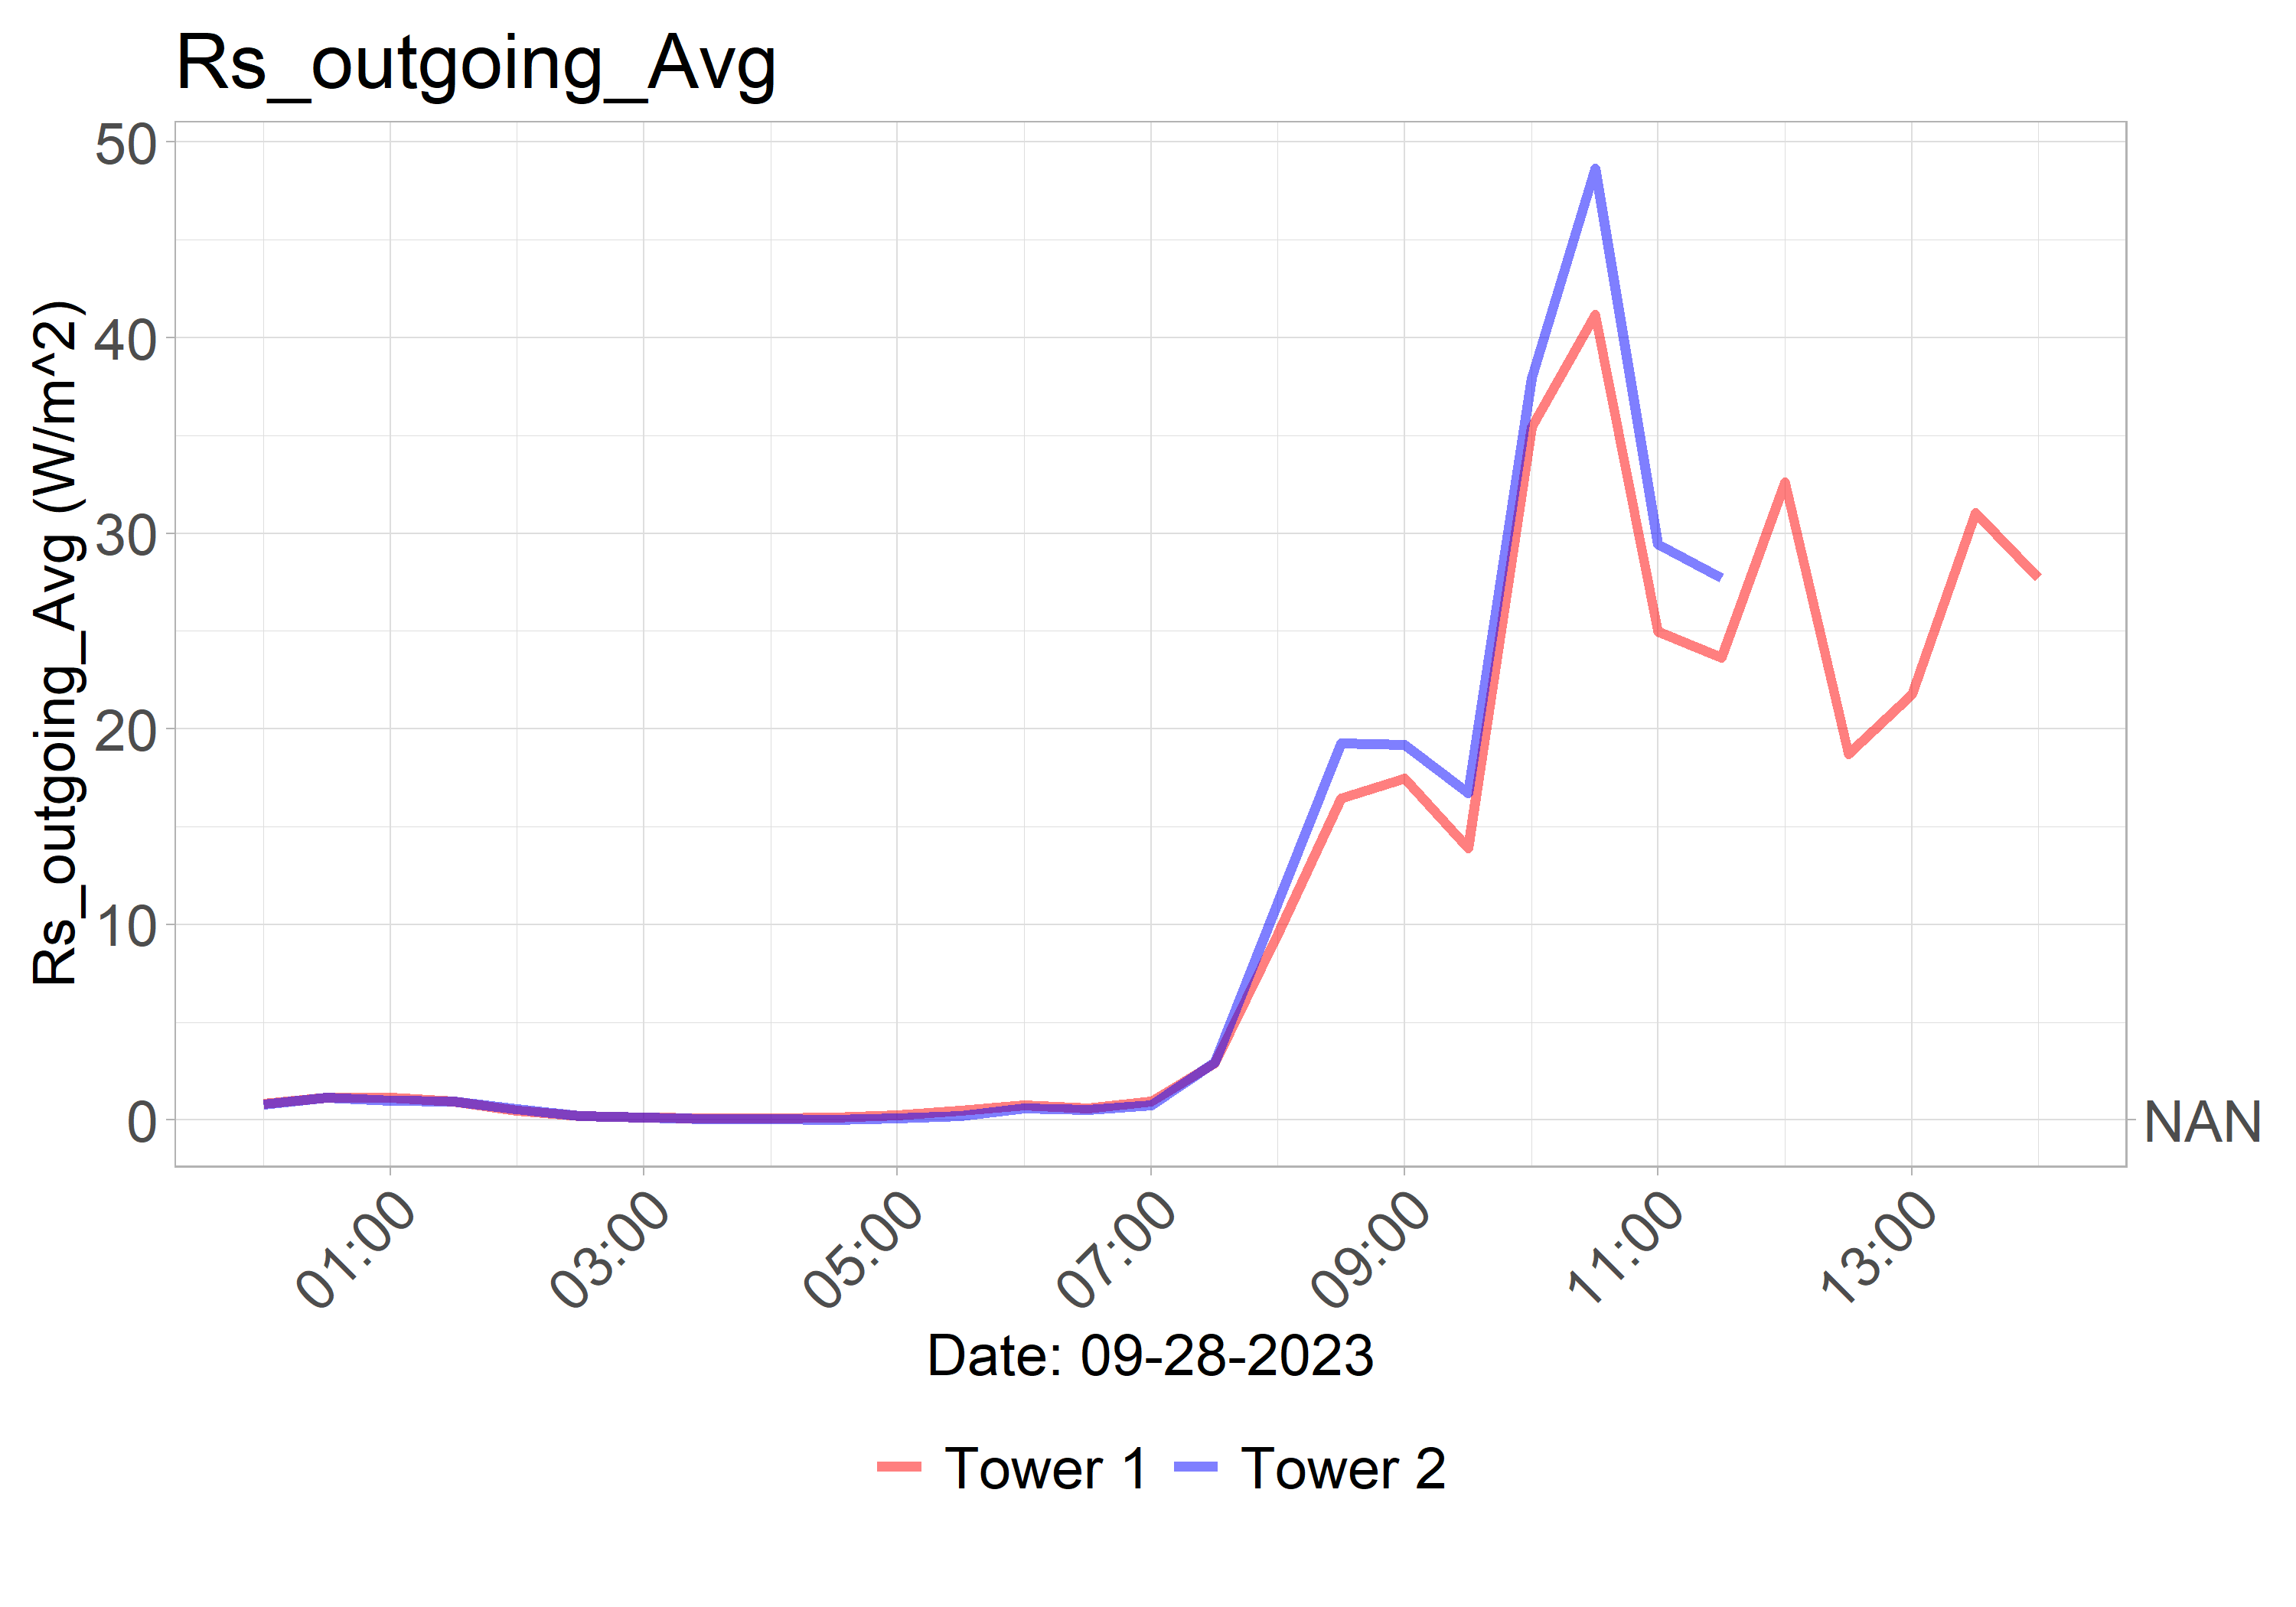 Rs_outgoing_Avg
Rs_outgoing_Avg (W/m^2)
50
40
30
20
10
0
NAN
01:00
03:00
05:00
07:00
09:00
11:00
13:00
Date: 09-28-2023
Tower 1
Tower 2